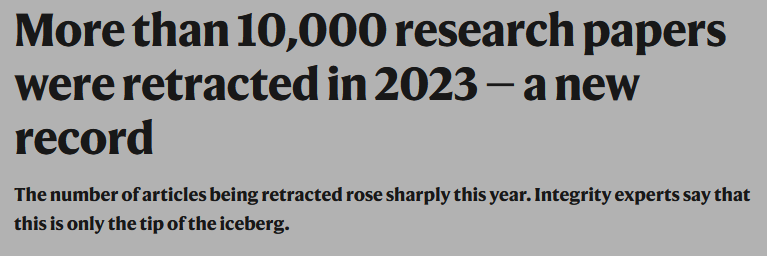 More than 10,000 research papers
were retracted in 2023 — a new
record
The number of articles being retracted rose sharply this year. Integrity experts say that
this is only the tip of the iceberg.